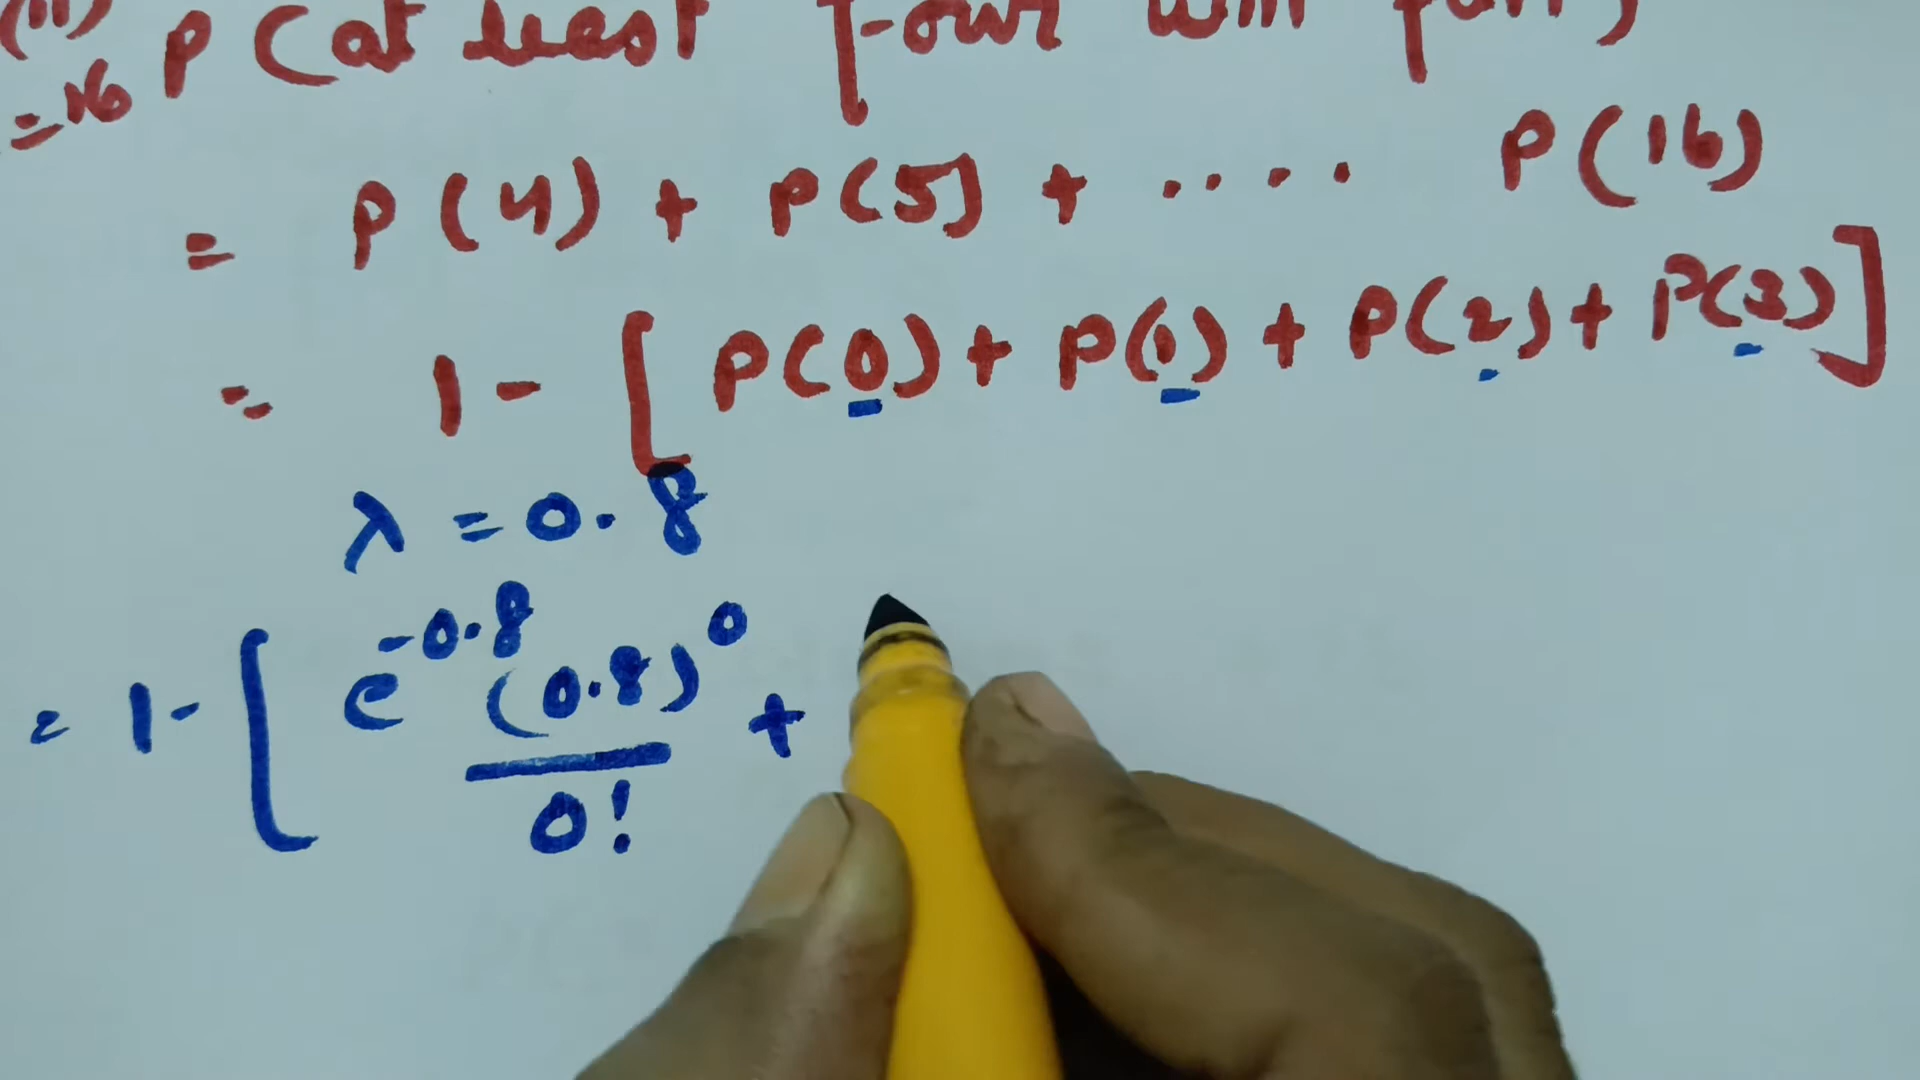 (ii) P (at least four will fail)
=16
= P(4) + P(5) + .... P(16)
= 1 - [ P(0) + P(1) + P(2) + P(3) ]
λ = 0.8
= 1 - [ e^-0.8 (0.8)^0 / 0! +